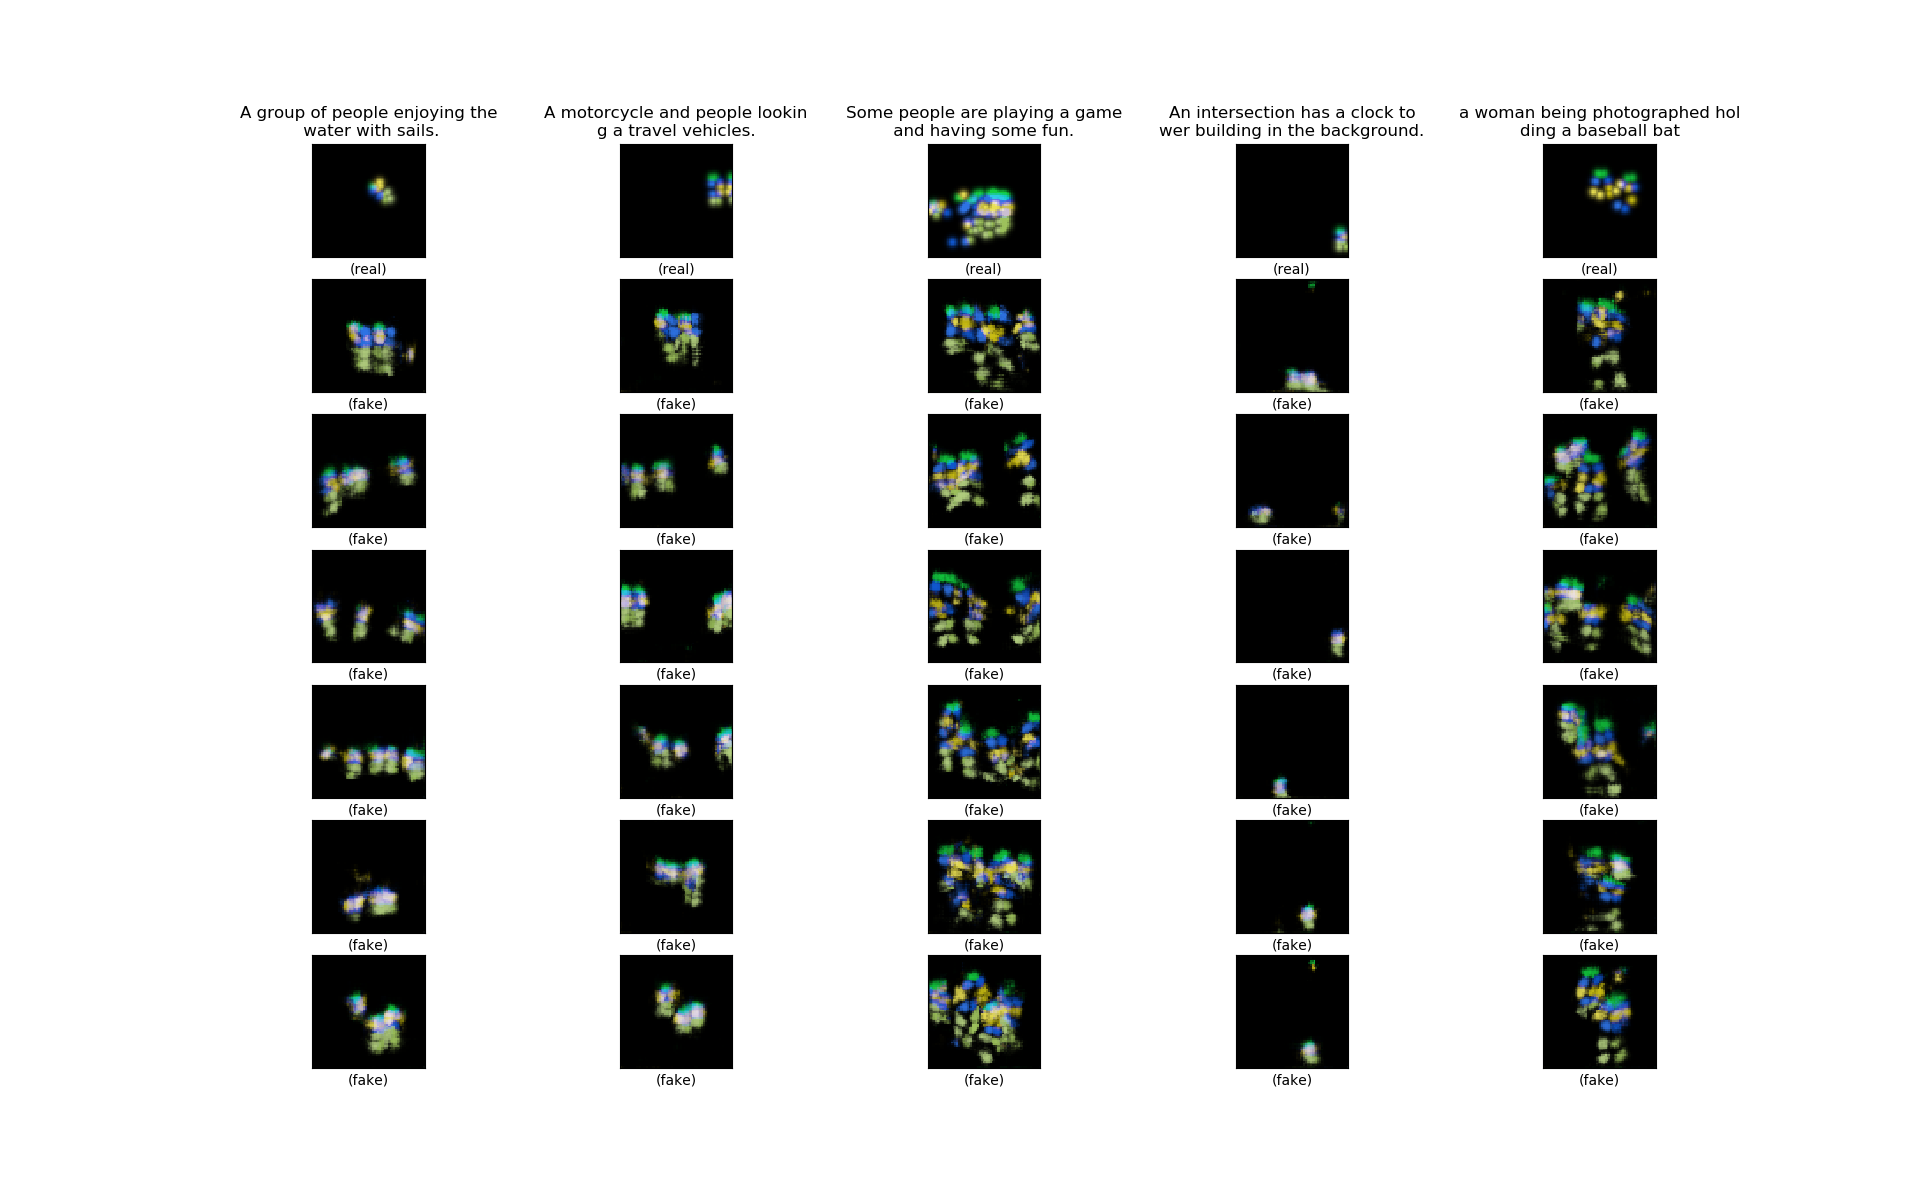 A group of people enjoying the
water with sails.
A motorcycle and people lookin
g a travel vehicles.
Some people are playing a game
and having some fun.
An intersection has a clock to
wer building in the background.
a woman being photographed hol
ding a baseball bat
(real) (real) (real) (real) (real)
(fake) (fake) (fake) (fake) (fake)
(fake) (fake) (fake) (fake) (fake)
(fake) (fake) (fake) (fake) (fake)
(fake) (fake) (fake) (fake) (fake)
(fake) (fake) (fake) (fake) (fake)
(fake) (fake) (fake) (fake) (fake)